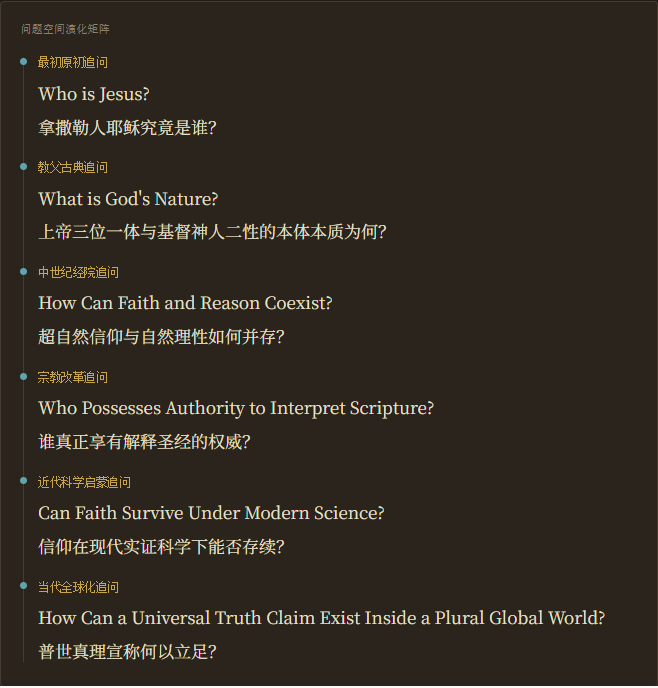 问题空间演化矩阵
最初原初追问
Who is Jesus?
拿撒勒人耶稣究竟是谁？
教父古典追问
What is God's Nature?
上帝三位一体与基督神人二性的本体本质为何？
中世纪经院追问
How Can Faith and Reason Coexist?
超自然信仰与自然理性如何并存？
宗教改革追问
Who Possesses Authority to Interpret Scripture?
谁真正享有解释圣经的权威？
近代科学启蒙追问
Can Faith Survive Under Modern Science?
信仰在现代实证科学下能否存续？
当代全球化追问
How Can a Universal Truth Claim Exist Inside a Plural Global World?
普世真理宣称何以立足？